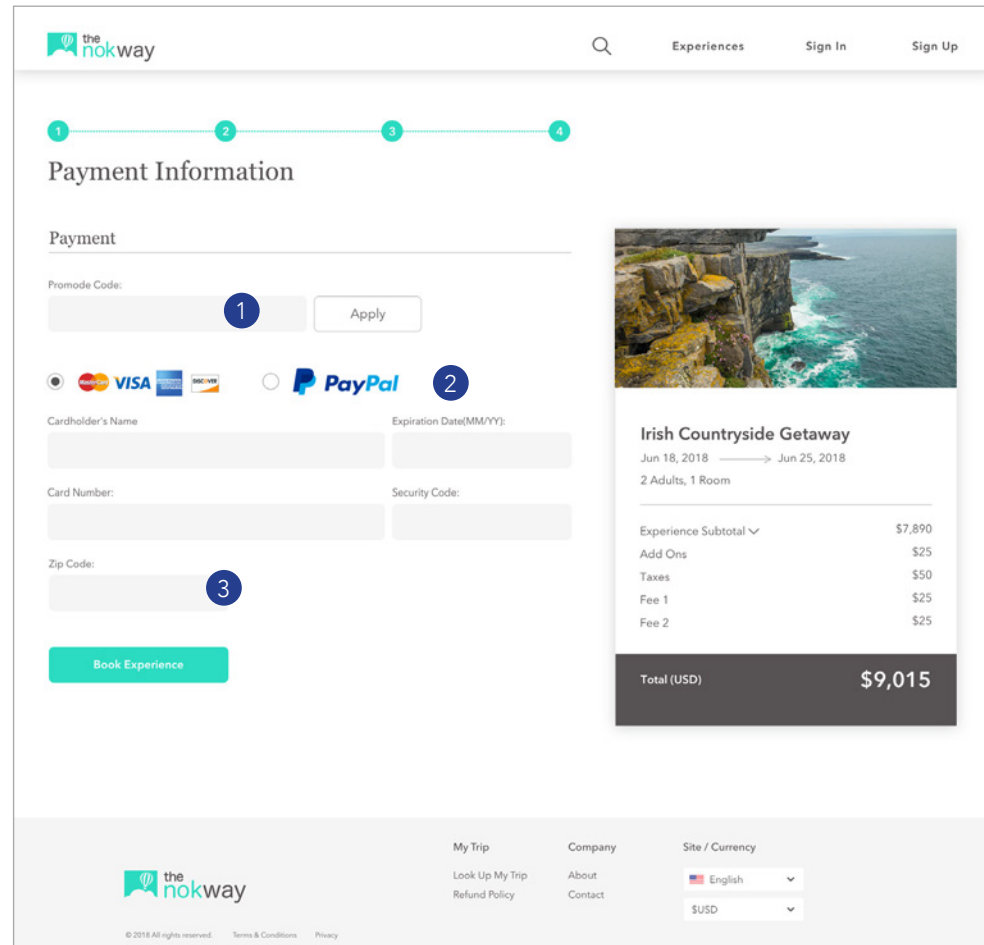 the
nokway
Experiences
Sign In
Sign Up
1
2
3
4
Payment Information
Payment
Promode Code:
1
Apply
MasterCard
VISA
DISCOVER
PayPal
2
Cardholder's Name
Expiration Date(MM/YY):
Card Number:
Security Code:
Zip Code:
3
Book Experience
Irish Countryside Getaway
Jun 18, 2018
Jun 25, 2018
2 Adults, 1 Room
Experience Subtotal
$7,890
Add Ons
$25
Taxes
$50
Fee 1
$25
Fee 2
$25
Total (USD)
$9,015
the
nokway
© 2018 All rights reserved.
Terms & Conditions
Privacy
My Trip
Look Up My Trip
Refund Policy
Company
About
Contact
Site / Currency
English
$USD